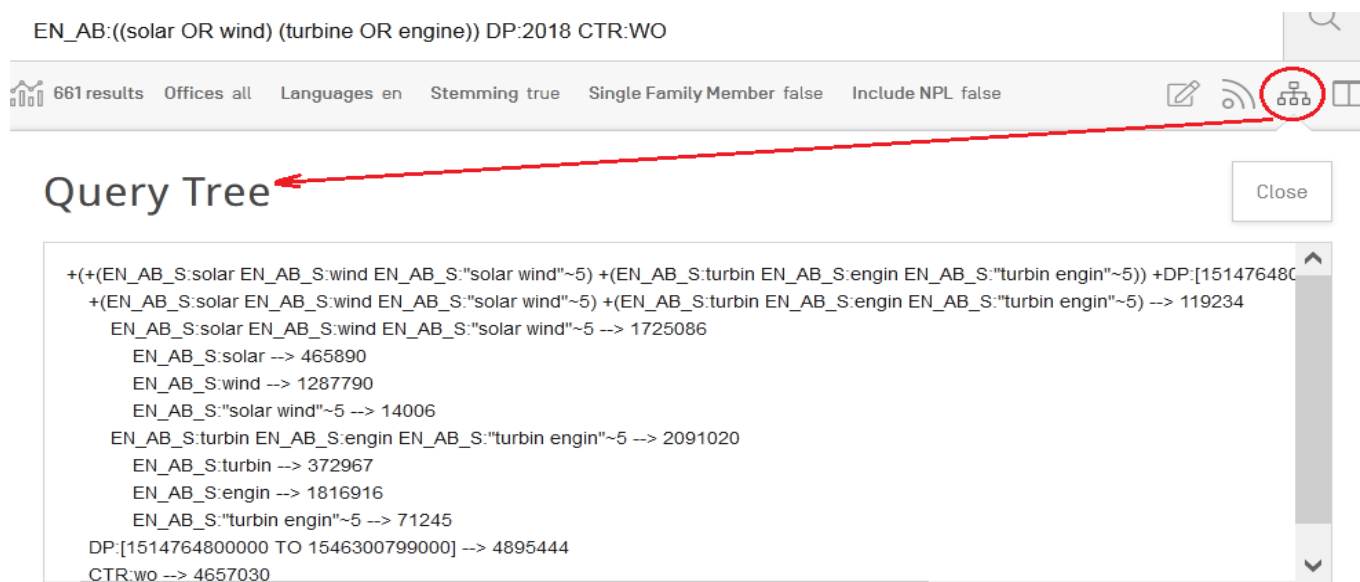 EN_AB:((solar OR wind) (turbine OR engine)) DP:2018 CTR:WO
661 results Offices all Languages en Stemming true Single Family Member false Include NPL false
Query Tree
Close
+(+(EN_AB_S:solar EN_AB_S:wind EN_AB_S:"solar wind"~5) +(EN_AB_S:turbin EN_AB_S:engin EN_AB_S:"turbin engin"~5)) +DP:[151476480
+(EN_AB_S:solar EN_AB_S:wind EN_AB_S:"solar wind"~5) +(EN_AB_S:turbin EN_AB_S:engin EN_AB_S:"turbin engin"~5) --> 119234
EN_AB_S:solar EN_AB_S:wind EN_AB_S:"solar wind"~5 --> 1725086
EN_AB_S:solar --> 465890
EN_AB_S:wind --> 1287790
EN_AB_S:"solar wind"~5 --> 14006
EN_AB_S:turbin EN_AB_S:engin EN_AB_S:"turbin engin"~5 --> 2091020
EN_AB_S:turbin --> 372967
EN_AB_S:engin --> 1816916
EN_AB_S:"turbin engin"~5 --> 71245
DP:[1514764800000 TO 1546300799000] --> 4895444
CTR:wo --> 4657030